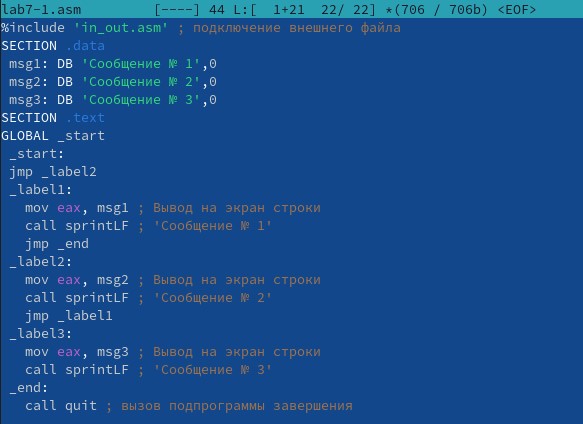 lab7-1.asm [----] 44 L:[ 1+21 22/ 22] *(706 / 706b) <EOF>
%include 'in_out.asm' ; подключение внешнего файла
SECTION .data
msg1: DB 'Сообщение № 1',0
msg2: DB 'Сообщение № 2',0
msg3: DB 'Сообщение № 3',0
SECTION .text
GLOBAL _start
_start:
jmp _label2
_label1:
mov eax, msg1 ; Вывод на экран строки
call sprintLF ; 'Сообщение № 1'
jmp _end
_label2:
mov eax, msg2 ; Вывод на экран строки
call sprintLF ; 'Сообщение № 2'
jmp _label1
_label3:
mov eax, msg3 ; Вывод на экран строки
call sprintLF ; 'Сообщение № 3'
_end:
call quit ; вызов подпрограммы завершения